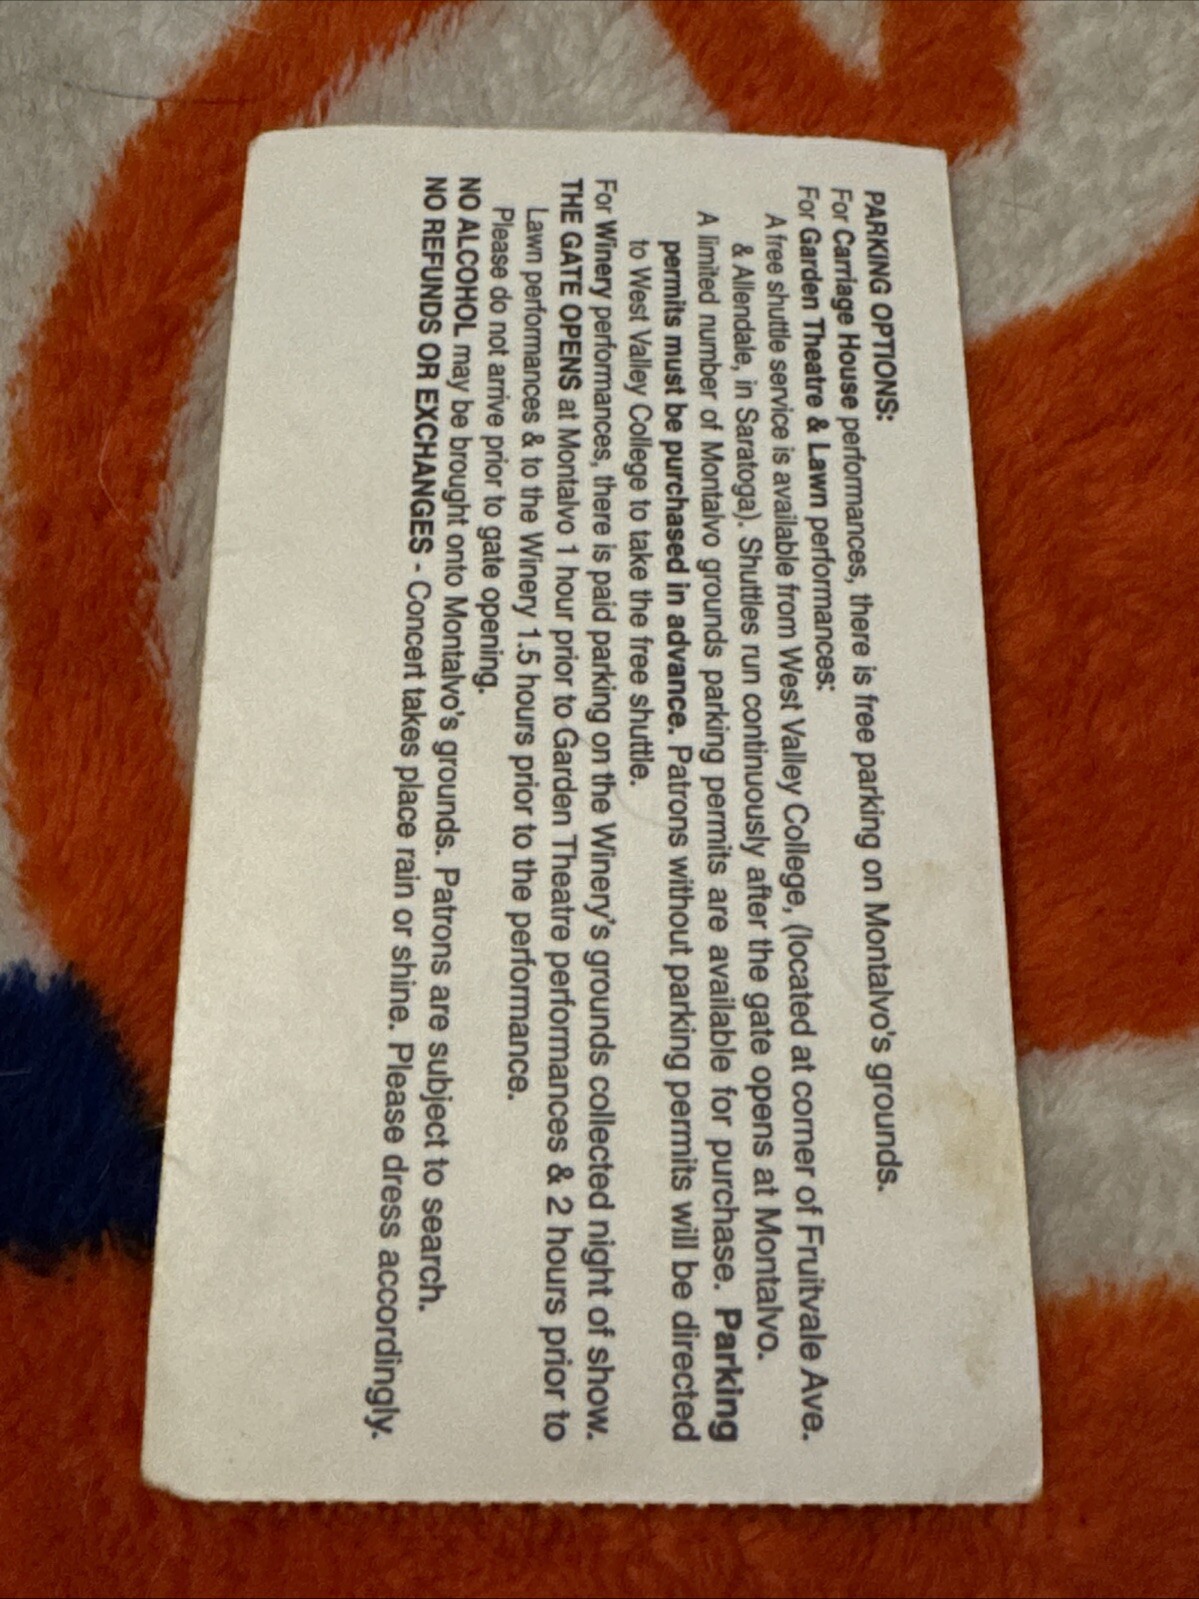 PARKING OPTIONS:
For Carriage House performances, there is free parking on Montalvo's grounds.
For Garden Theatre & Lawn performances:
A free shuttle service is available from West Valley College, (located at corner of Fruitvale Ave.
& Allendale, in Saratoga). Shuttles run continuously after the gate opens at Montalvo.
A limited number of Montalvo grounds parking permits are available for purchase. Parking
permits must be purchased in advance. Patrons without parking permits will be directed
to West Valley College to take the free shuttle.
For Winery performances, there is paid parking on the Winery's grounds collected night of show.
THE GATE OPENS at Montalvo 1 hour prior to Garden Theatre performances & 2 hours prior to
Lawn performances & to the Winery 1.5 hours prior to the performance.
Please do not arrive prior to gate opening.
NO ALCOHOL may be brought onto Montalvo's grounds. Patrons are subject to search.
NO REFUNDS OR EXCHANGES - Concert takes place rain or shine. Please dress accordingly.